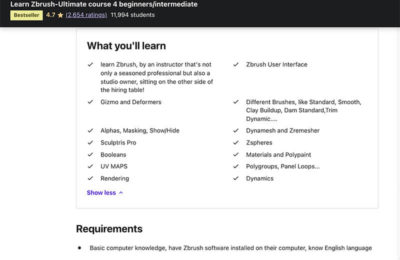 Learn Zbrush-Ultimate course 4 beginners/intermediate
Bestseller 4.7 ★ (2,654 ratings) 11,994 students
What you'll learn
✓ learn Zbrush, by an instructor that's not
only a seasoned professional but also a
studio owner, sitting on the other side of
the hiring table!
✓ Zbrush User Interface
✓ Gizmo and Deformers
✓ Different Brushes, like Standard, Smooth,
Clay Buildup, Dam Standard,Trim
Dynamic....
✓ Alphas, Masking, Show/Hide
✓ Dynamesh and Zremesher
✓ Sculptris Pro
✓ Zspheres
✓ Booleans
✓ Materials and Polypaint
✓ UV MAPS
✓ Polygroups, Panel Loops...
✓ Rendering
✓ Dynamics
Show less ^
Requirements
• Basic computer knowledge, have Zbrush software installed on their computer, know English language